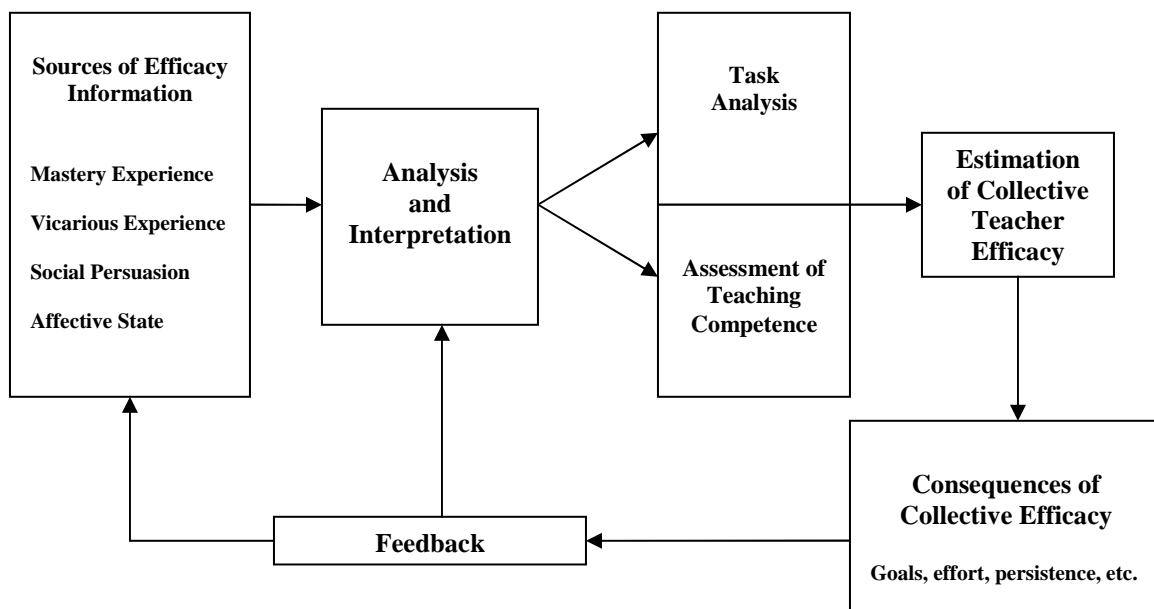 Sources of Efficacy
Information
Mastery Experience
Vicarious Experience
Social Persuasion
Affective State
Analysis
and
Interpretation
Task
Analysis
Assessment of
Teaching
Competence
Estimation
of Collective
Teacher
Efficacy
Consequences of
Collective Efficacy
Goals, effort, persistence, etc.
Feedback